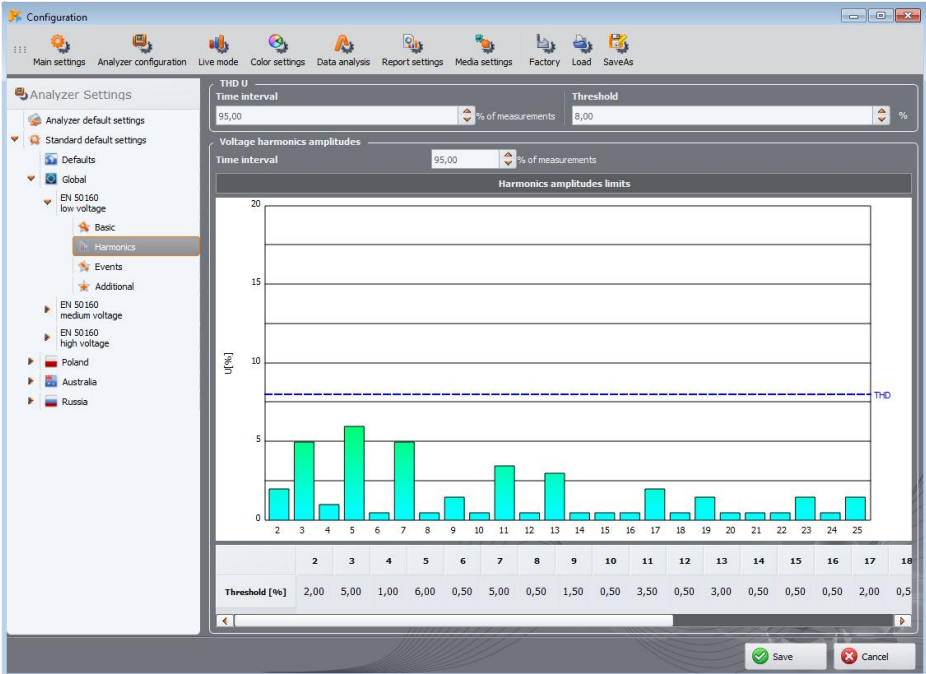 Configuration
Main settings Analyzer configuration Live mode Color settings Data analysis Report settings Media settings Factory Load SaveAs
Analyzer Settings
Analyzer default settings
Standard default settings
Defaults
Global
EN 50160
low voltage
Basic
Harmonics
Events
Additional
EN 50160
medium voltage
EN 50160
high voltage
Poland
Australia
Russia
THD U
Time interval Threshold
95,00 % of measurements 8,00 %
Voltage harmonics amplitudes
Time interval 95,00 % of measurements
Harmonics amplitudes limits
20
15
10
U[%]
THD
5
0
2 3 4 5 6 7 8 9 10 11 12 13 14 15 16 17 18 19 20 21 22 23 24 25
2 3 4 5 6 7 8 9 10 11 12 13 14 15 16 17 18
Threshold [%] 2,00 5,00 1,00 6,00 0,50 5,00 0,50 1,50 0,50 3,50 0,50 3,00 0,50 0,50 0,50 2,00 0,5
Save Cancel